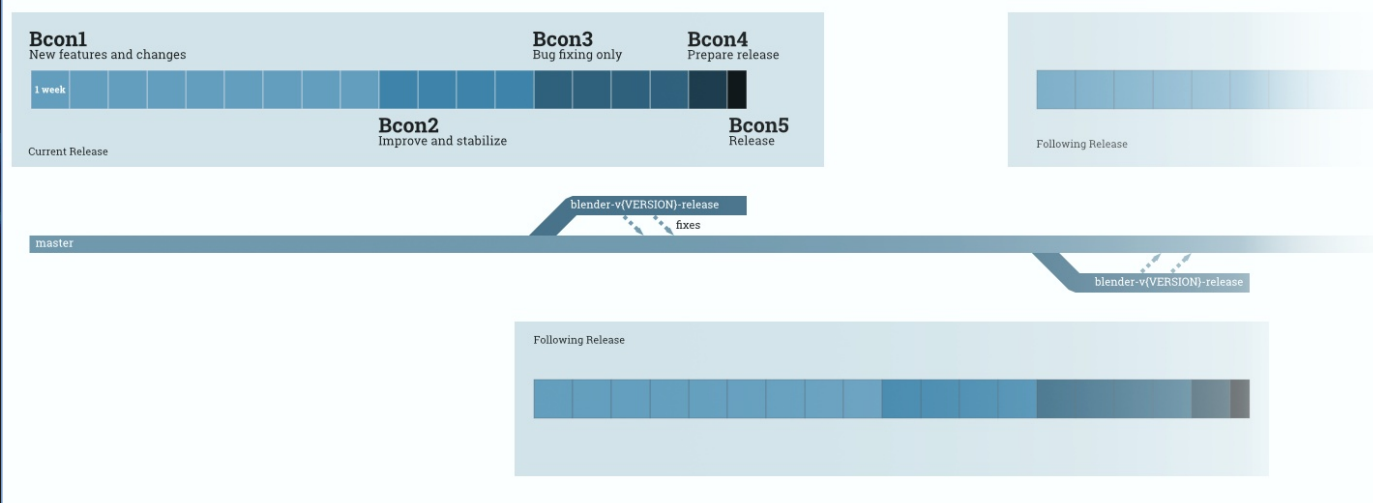 Bcon1
New features and changes
Bcon3
Bug fixing only
Bcon4
Prepare release
1 week
Bcon2
Improve and stabilize
Bcon5
Release
Current Release
Following Release
blender-v{VERSION}-release
fixes
master
blender-v{VERSION}-release
Following Release